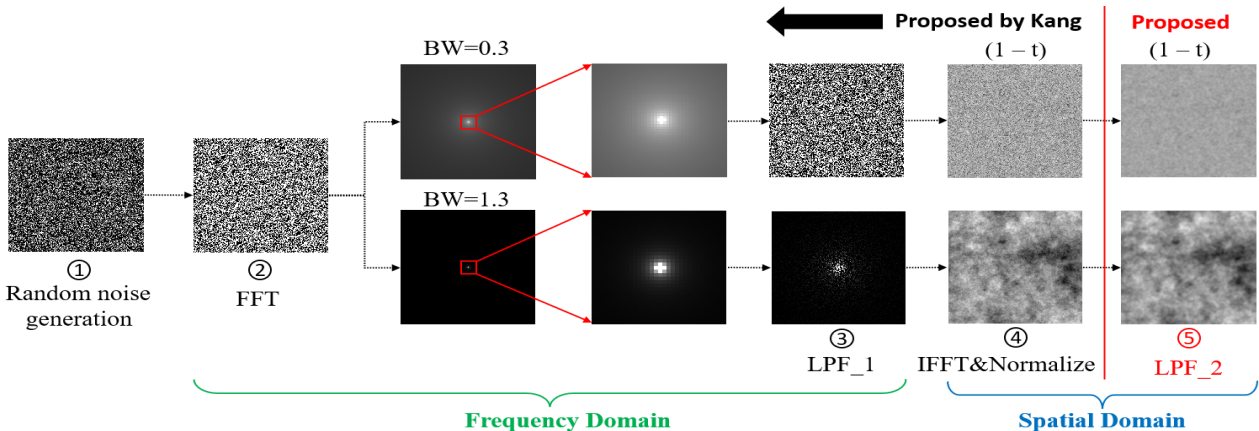 Proposed by Kang
Proposed
BW=0.3
(1 – t)
(1 – t)
BW=1.3
①
Random noise
generation
②
FFT
③
LPF_1
④
IFFT&Normalize
⑤
LPF_2
Frequency Domain
Spatial Domain